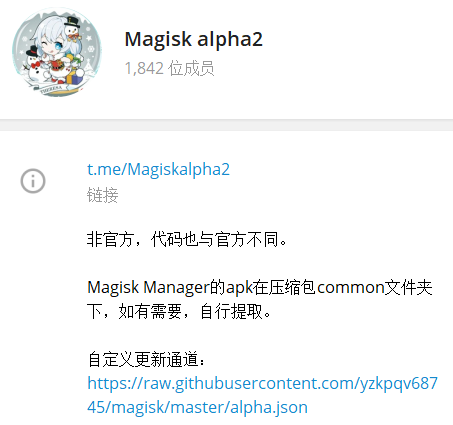 Magisk alpha2
1,842 位成员
t.me/Magiskalpha2
链接
非官方，代码也与官方不同。
Magisk Manager的apk在压缩包common文件夹
下，如有需要，自行提取。
自定义更新通道：
https://raw.githubusercontent.com/yzkpqv687
45/magisk/master/alpha.json
THERESA